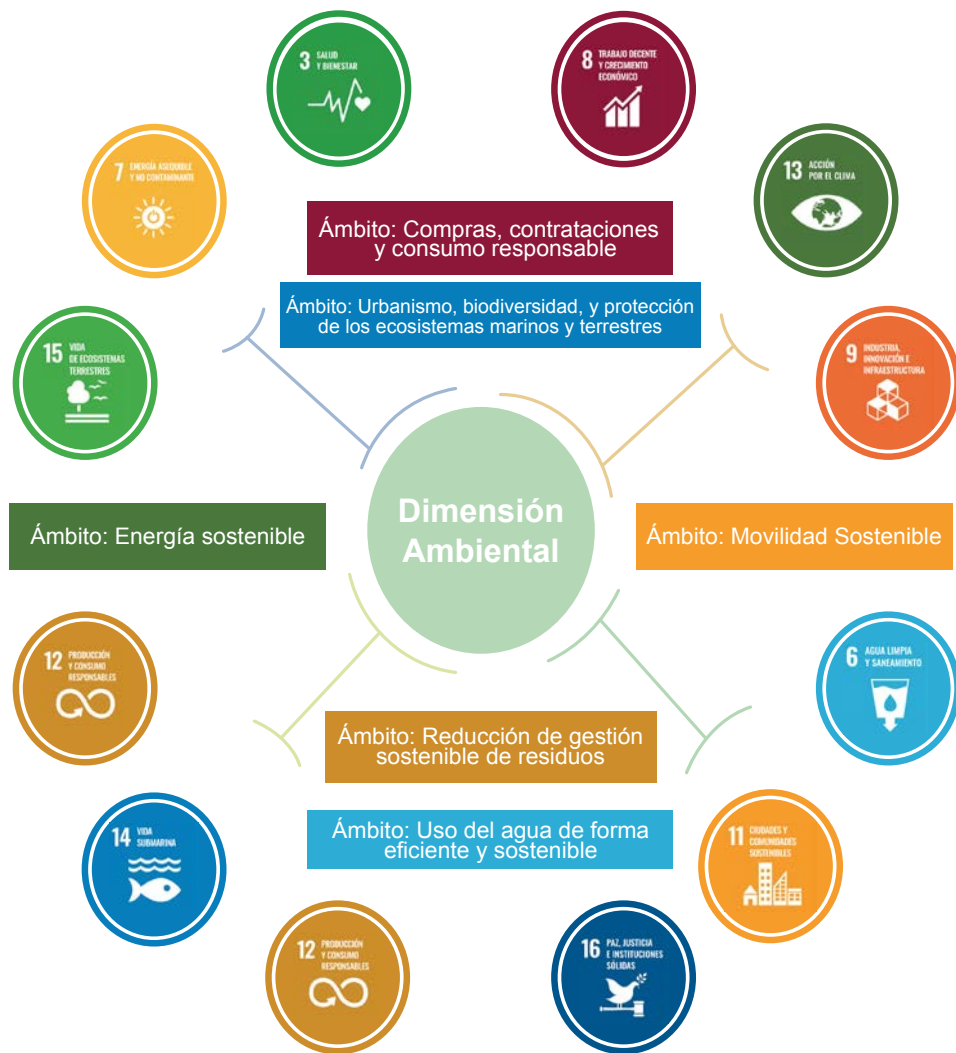 3 SALUD
Y BIENESTAR
8 TRABAJO DECENTE
Y CRECIMIENTO
ECONÓMICO
7 ENERGÍA ASEQUIBLE
Y NO CONTAMINANTE
13 ACCIÓN
POR EL CLIMA
Ámbito: Compras, contrataciones
y consumo responsable
Ámbito: Urbanismo, biodiversidad, y protección
de los ecosistemas marinos y terrestres
15 VIDA
DE ECOSISTEMAS
TERRESTRES
9 INDUSTRIA,
INNOVACIÓN E
INFRAESTRUCTURA
Dimensión
Ambiental
Ámbito: Energía sostenible
Ámbito: Movilidad Sostenible
12 PRODUCCIÓN
Y CONSUMO
RESPONSABLES
6 AGUA LIMPIA
Y SANEAMIENTO
Ámbito: Reducción de gestión
sostenible de residuos
Ámbito: Uso del agua de forma
eficiente y sostenible
14 VIDA
SUBMARINA
11 CIUDADES Y
COMUNIDADES
SOSTENIBLES
12 PRODUCCIÓN
Y CONSUMO
RESPONSABLES
16 PAZ, JUSTICIA
E INSTITUCIONES
SÓLIDAS